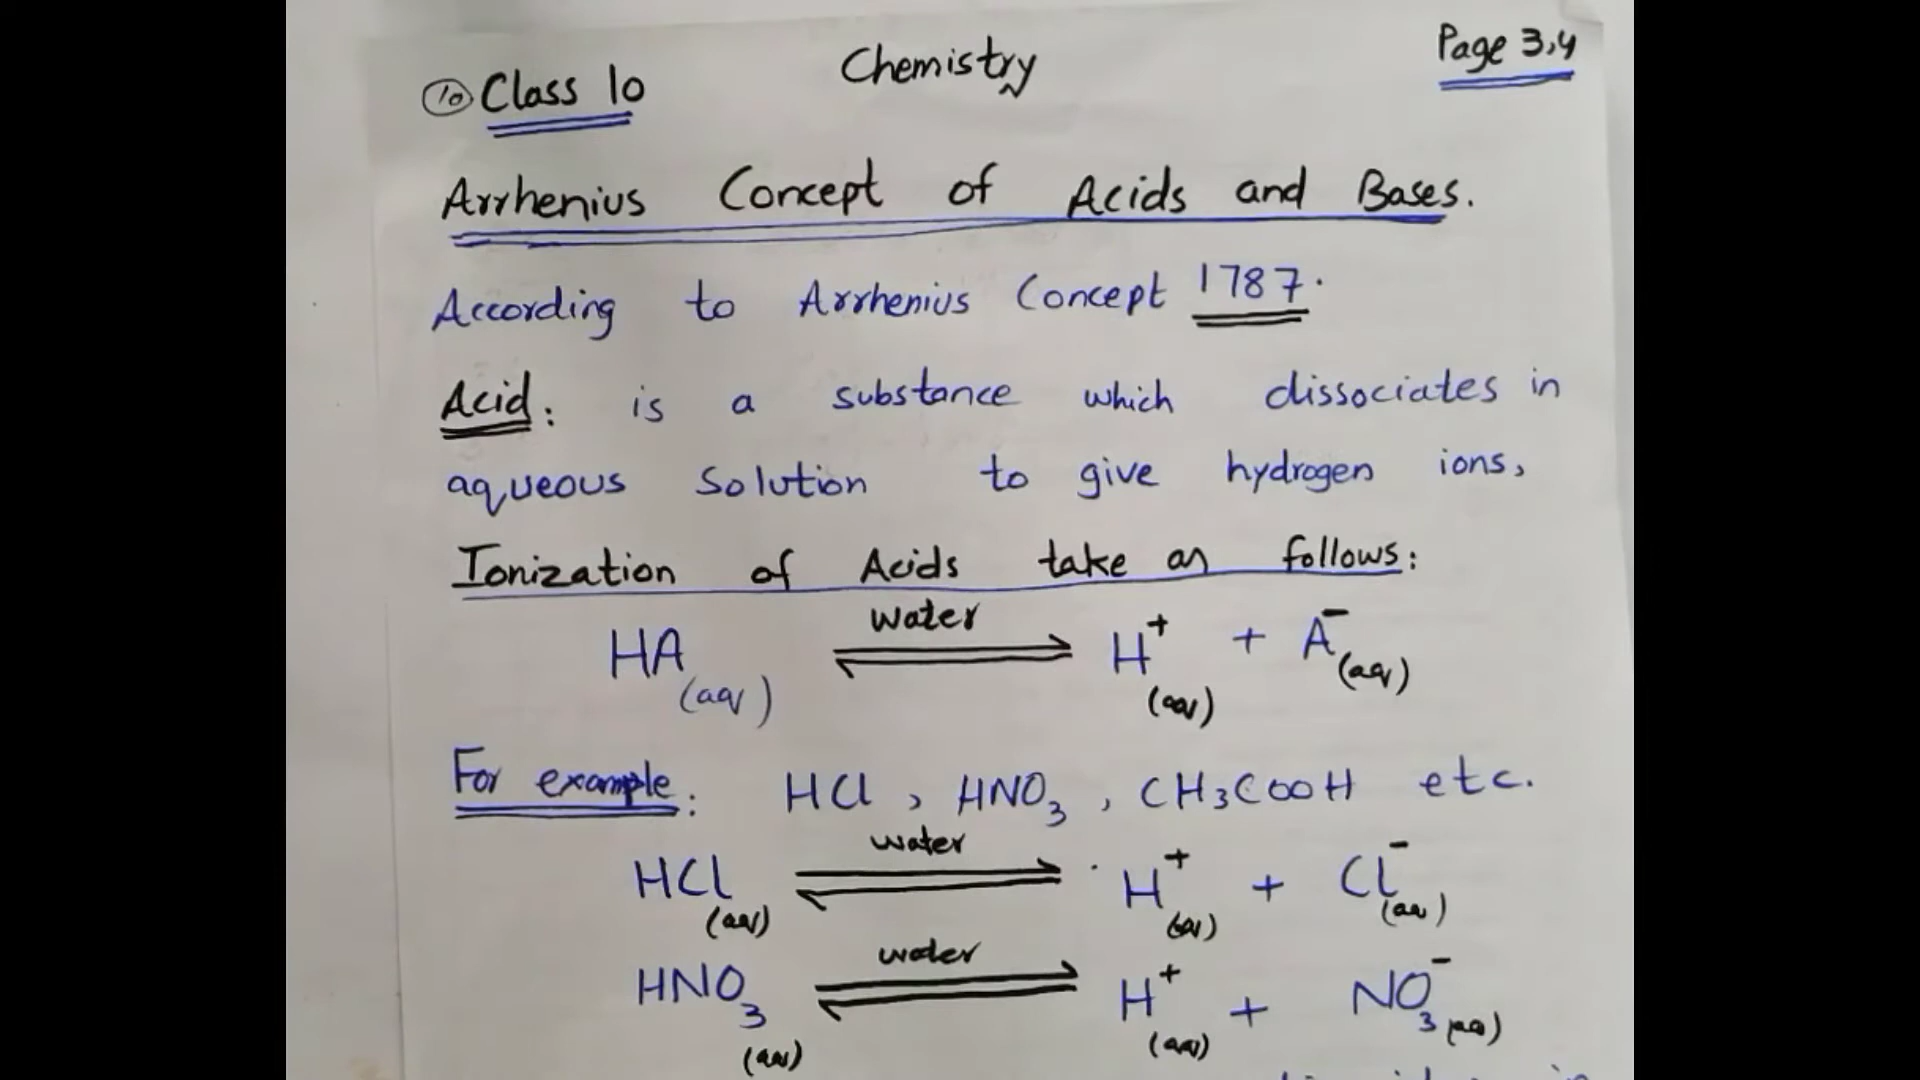 Chemistry Page 3,4
10 Class 10
Arrhenius Concept of Acids and Bases.
According to Arrhenius Concept 1787.
Acid: is a substance which dissociates in
aqueous Solution to give hydrogen ions,
Ionization of Acids take as follows:
water
HA(aq) ⇌ H⁺(aq) + A⁻(aq)
For example: HCl, HNO₃, CH₃COOH etc.
water
HCl(aq) ⇌ H⁺(aq) + Cl⁻(aq)
water
HNO₃(aq) ⇌ H⁺(aq) + NO₃⁻(aq)